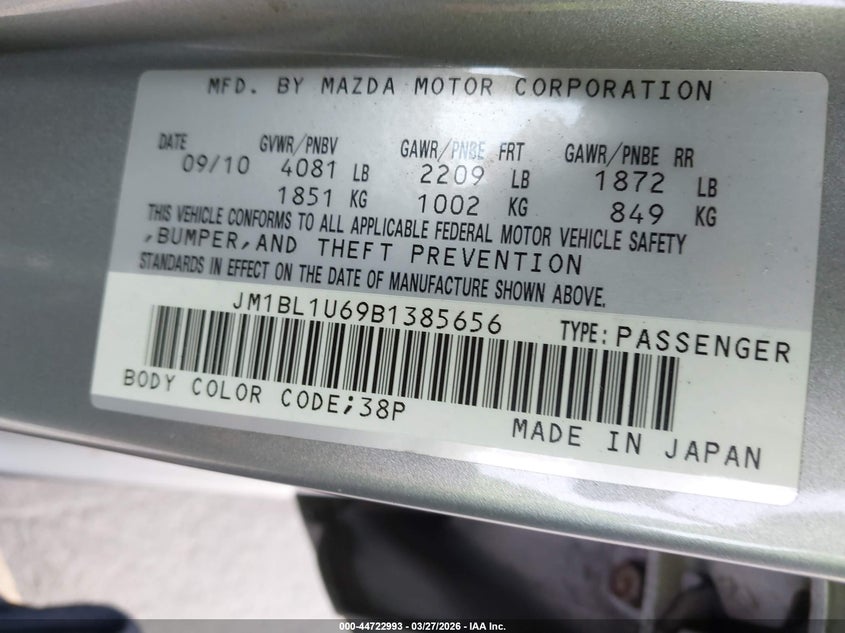 MFD. BY MAZDA MOTOR CORPORATION
DATE GVWR/PNBV GAWR/PNBE FRT GAWR/PNBE RR
09/10 4081 LB 2209 LB 1872 LB
1851 KG 1002 KG 849 KG
THIS VEHICLE CONFORMS TO ALL APPLICABLE FEDERAL MOTOR VEHICLE SAFETY
,BUMPER,AND THEFT PREVENTION
STANDARDS IN EFFECT ON THE DATE OF MANUFACTURE SHOWN ABOVE.
JM1BL1U69B1385656 TYPE: PASSENGER
BODY COLOR CODE;38P
MADE IN JAPAN
000-44722993 - 03/27/2026 - IAA Inc.